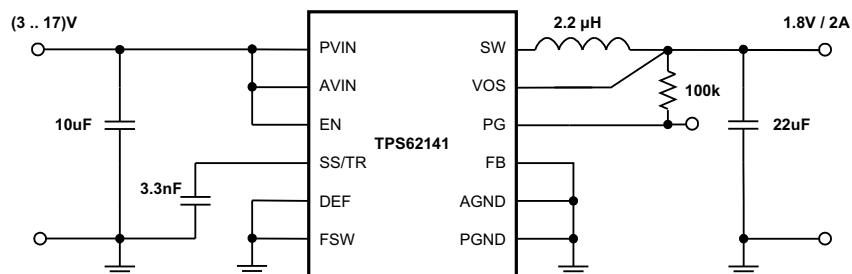 (3 .. 17)V
2.2 µH
1.8V / 2A
PVIN
SW
AVIN
VOS
100k
10uF
EN
PG
22uF
TPS62141
SS/TR
FB
3.3nF
DEF
AGND
FSW
PGND